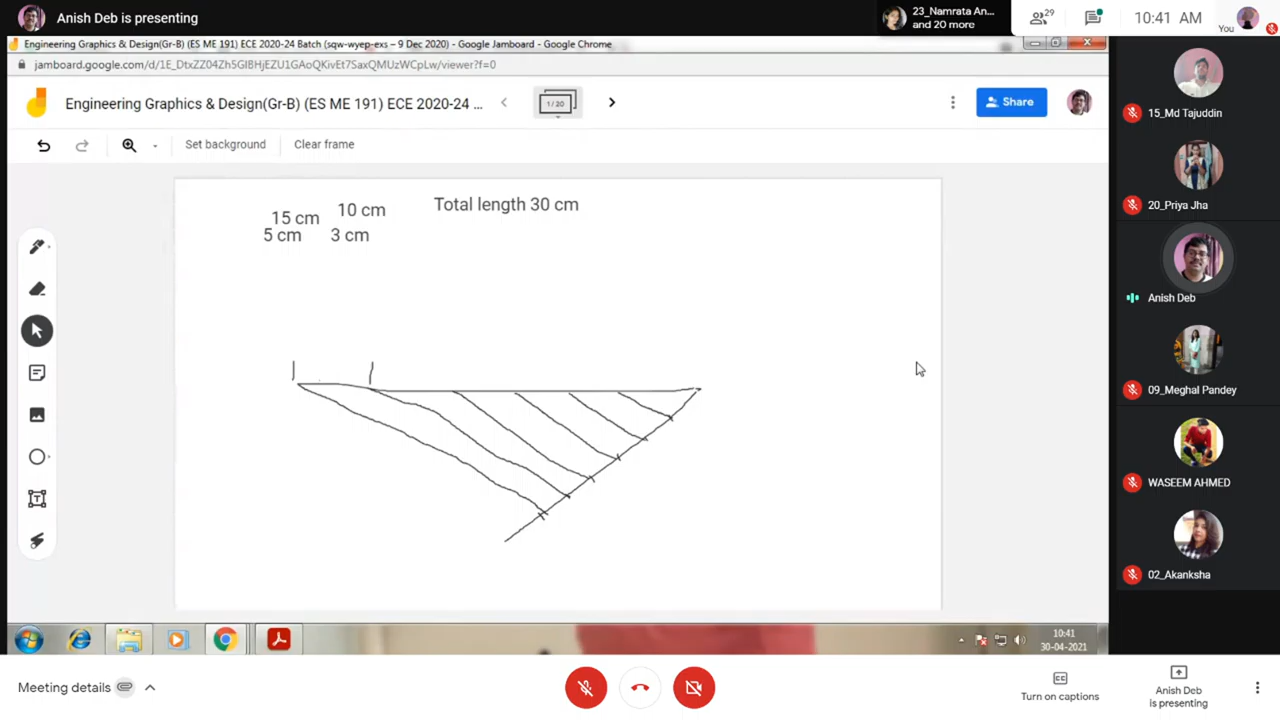 Anish Deb is presenting
23_Namrata An...
and 20 more
29
10:41 AM
You
Engineering Graphics & Design(Gr-B) (ES ME 191) ECE 2020-24 Batch (sqw-wyep-exs – 9 Dec 2020) - Google Jamboard - Google Chrome
jamboard.google.com/d/1E_DtxZZ04Zh5GIBHjEZU1GAoQKivEt7SaxQMUzWCpLw/viewer?f=0
Engineering Graphics & Design(Gr-B) (ES ME 191) ECE 2020-24 ...
1 / 20
Share
Set background
Clear frame
15 cm
10 cm
Total length 30 cm
5 cm
3 cm
15_Md Tajuddin
20_Priya Jha
Anish Deb
09_Meghal Pandey
WASEEM AHMED
02_Akanksha
10:41
30-04-2021
Meeting details
Turn on captions
Anish Deb
is presenting